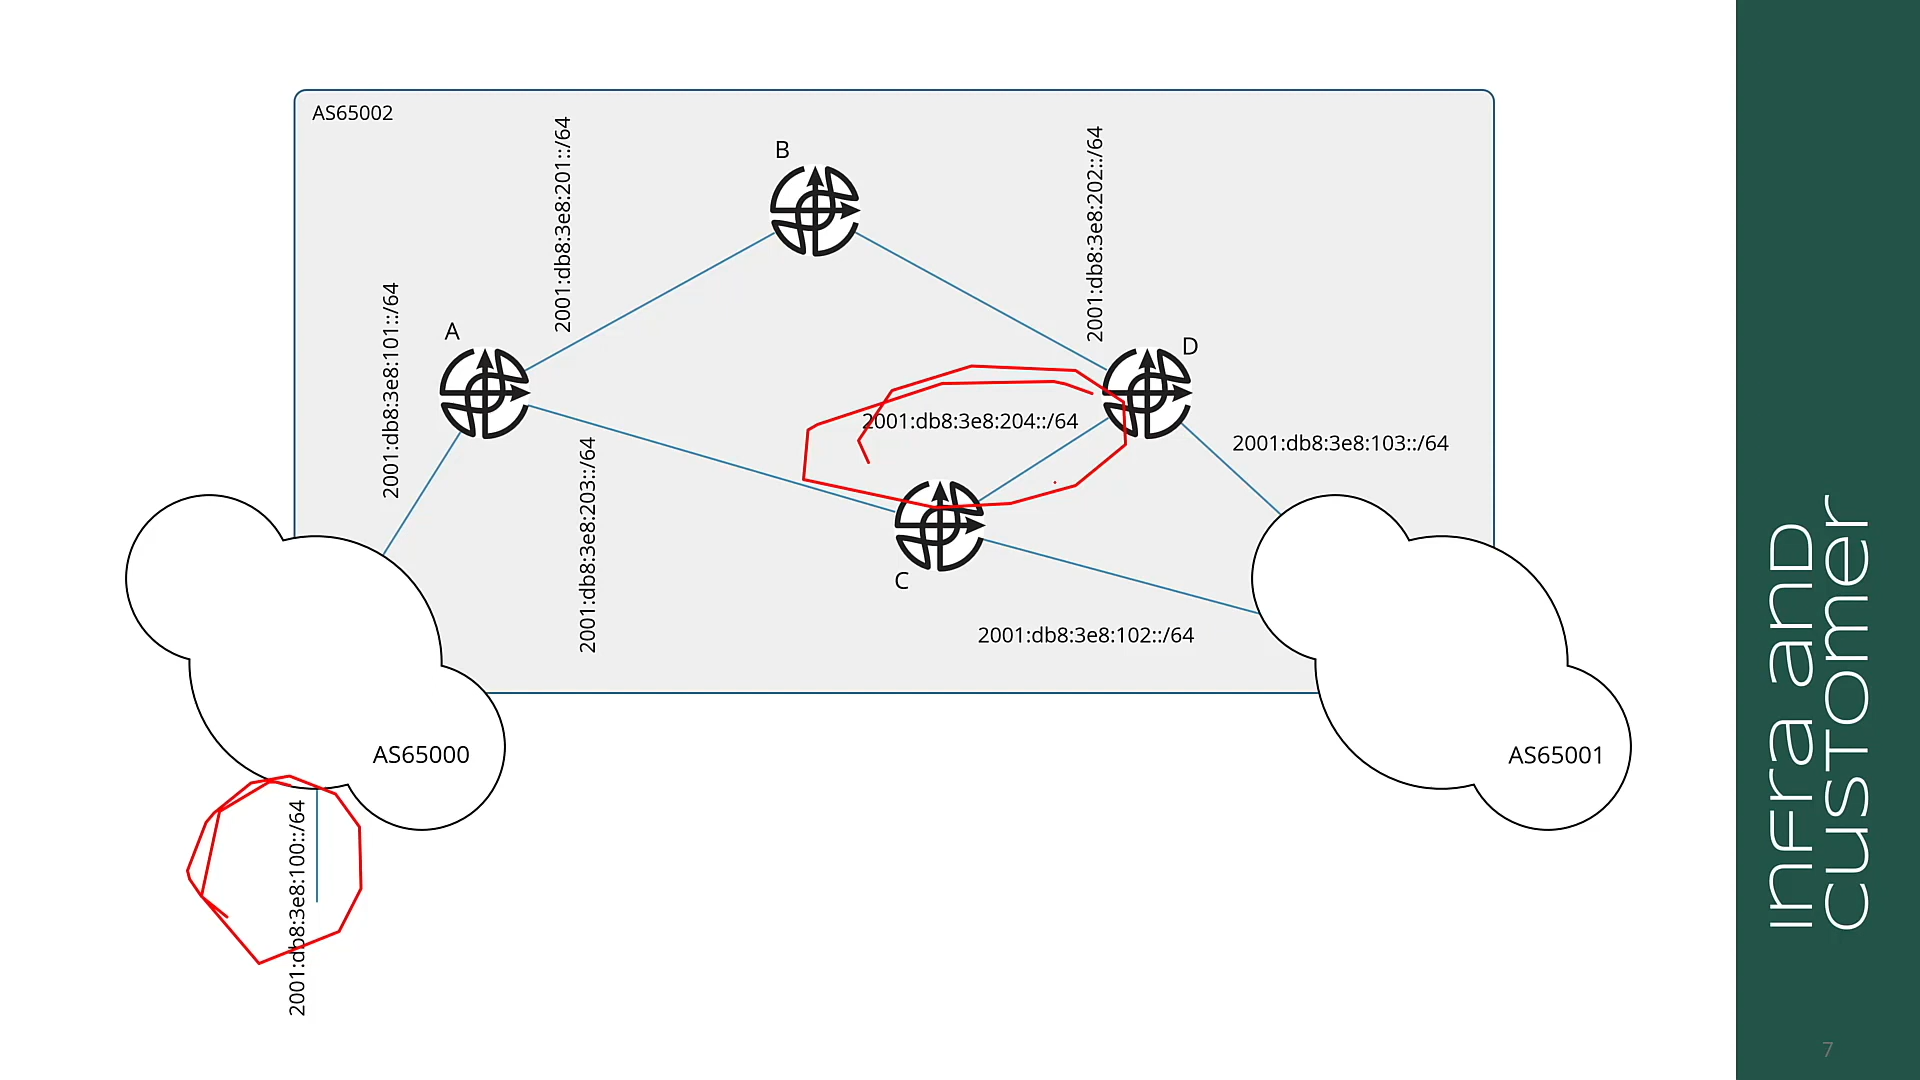 AS65002
2001:db8:3e8:201::/64
2001:db8:3e8:202::/64
B
2001:db8:3e8:101::/64
A
D
2001:db8:3e8:204::/64
2001:db8:3e8:103::/64
2001:db8:3e8:203::/64
C
2001:db8:3e8:102::/64
AS65000
AS65001
2001:db8:3e8:100::/64
Infra and
customer
7